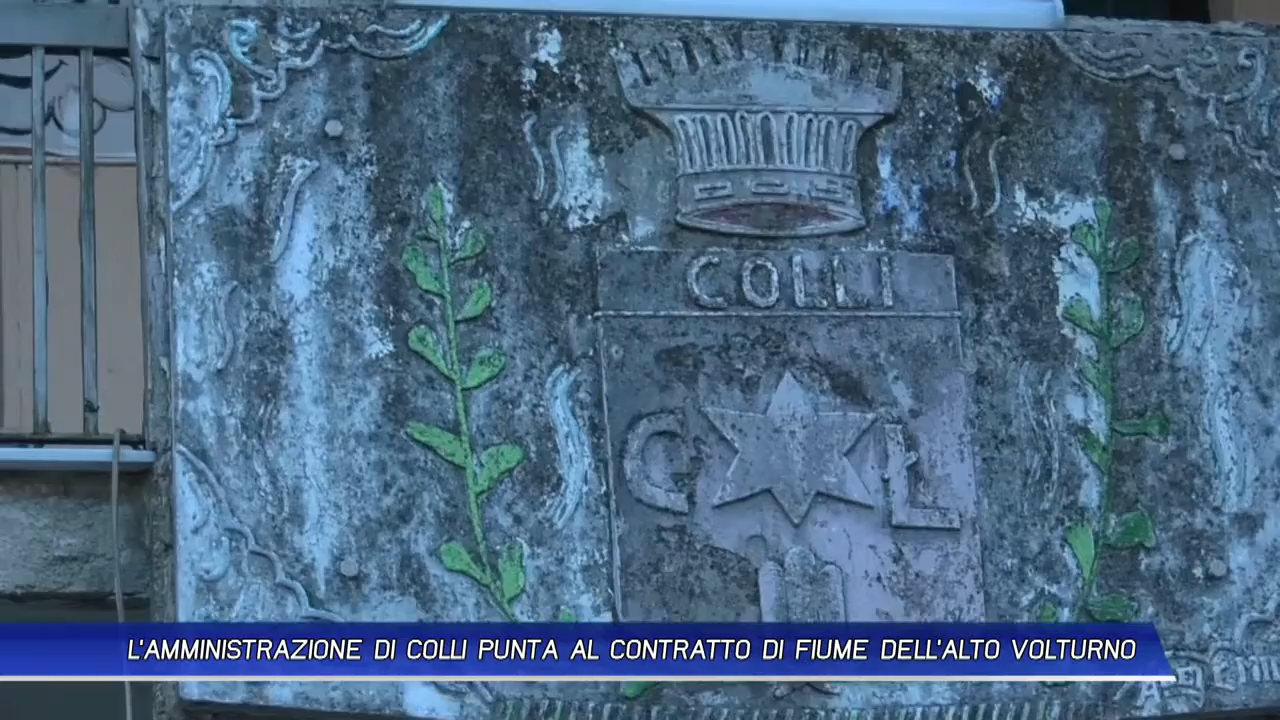 COLLI
C L
L'AMMINISTRAZIONE DI COLLI PUNTA AL CONTRATTO DI FIUME DELL'ALTO VOLTURNO